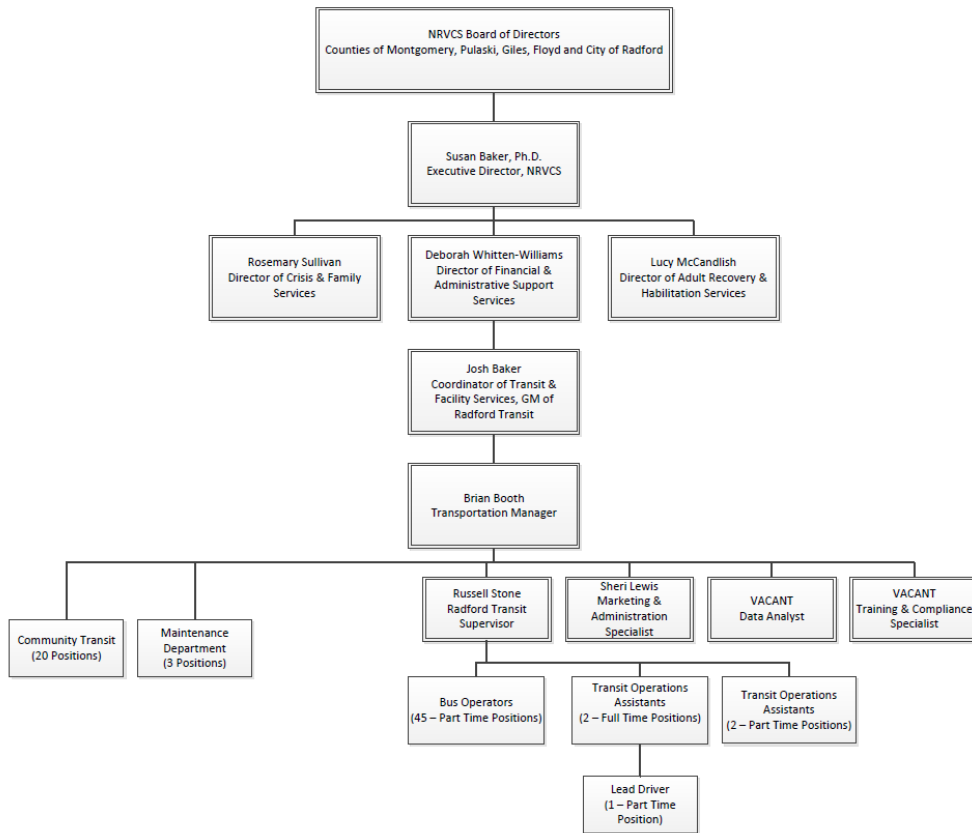 NRVCS Board of Directors
Counties of Montgomery, Pulaski, Giles, Floyd and City of Radford
Susan Baker, Ph.D.
Executive Director, NRVCS
Rosemary Sullivan
Director of Crisis & Family
Services
Deborah Whitten-Williams
Director of Financial &
Administrative Support
Services
Lucy McCandlish
Director of Adult Recovery &
Habilitation Services
Josh Baker
Coordinator of Transit &
Facility Services, GM of
Radford Transit
Brian Booth
Transportation Manager
Community Transit
(20 Positions)
Maintenance
Department
(3 Positions)
Russell Stone
Radford Transit
Supervisor
Sheri Lewis
Marketing &
Administration
Specialist
VACANT
Data Analyst
VACANT
Training & Compliance
Specialist
Bus Operators
(45 – Part Time Positions)
Transit Operations
Assistants
(2 – Full Time Positions)
Transit Operations
Assistants
(2 – Part Time Positions)
Lead Driver
(1 – Part Time
Position)